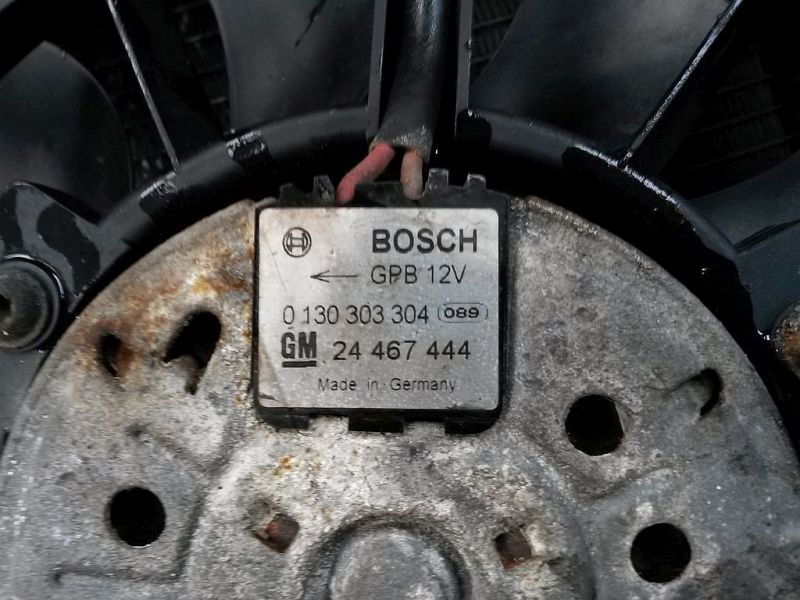 BOSCH
GPB 12V
0 130 303 304 089
GM 24 467 444
Made in Germany